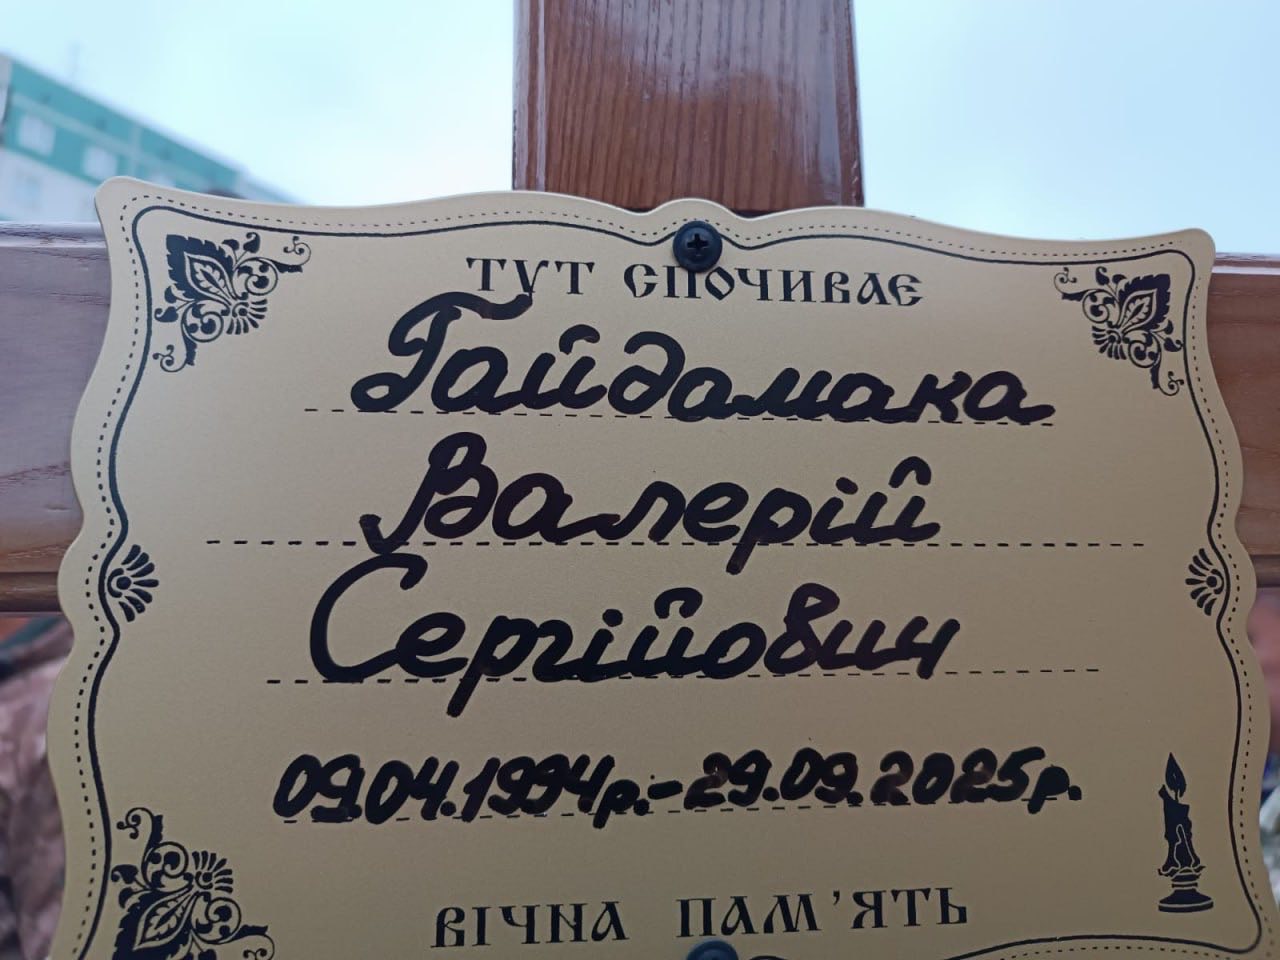 ТУТ СПОЧИВАЄ
Гайдамака
Валерій
Сергійович
09.04.1994р.-29.09.2025р.
ВІЧНА ПАМ'ЯТЬ